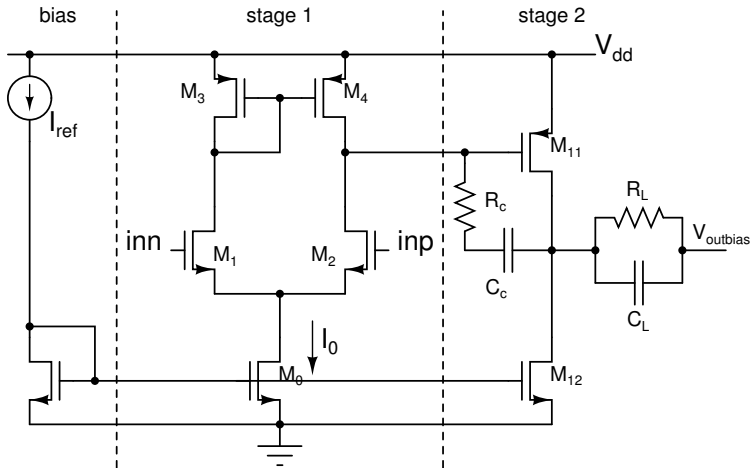 bias
stage 1
stage 2
V_dd
M_3
M_4
I_ref
M_11
R_c
R_L
inn
M_1
M_2
inp
V_outbias
C_c
C_L
I_0
M_0
M_12